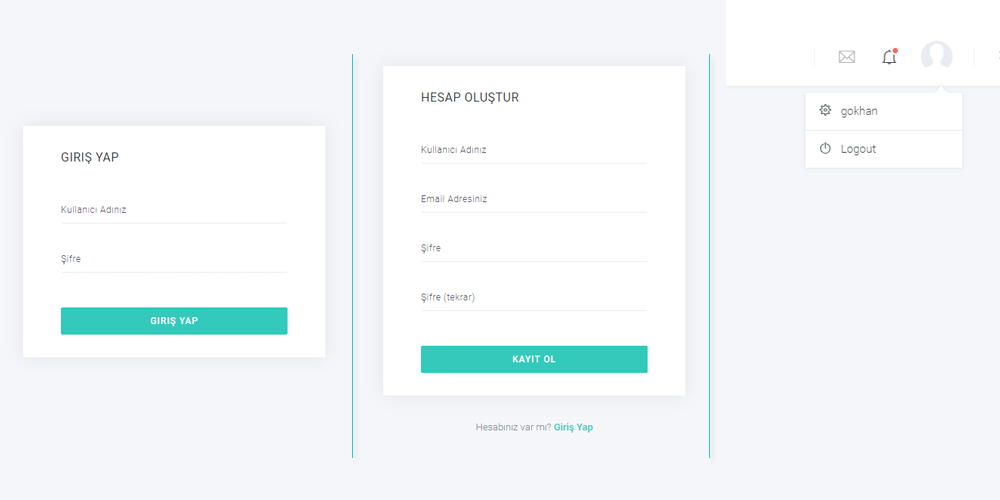 GIRIŞ YAP
Kullanıcı Adınız
Şifre
GIRIŞ YAP
HESAP OLUŞTUR
Kullanıcı Adınız
Email Adresiniz
Şifre
Şifre (tekrar)
KAYIT OL
Hesabınız var mı? Giriş Yap
gokhan
Logout